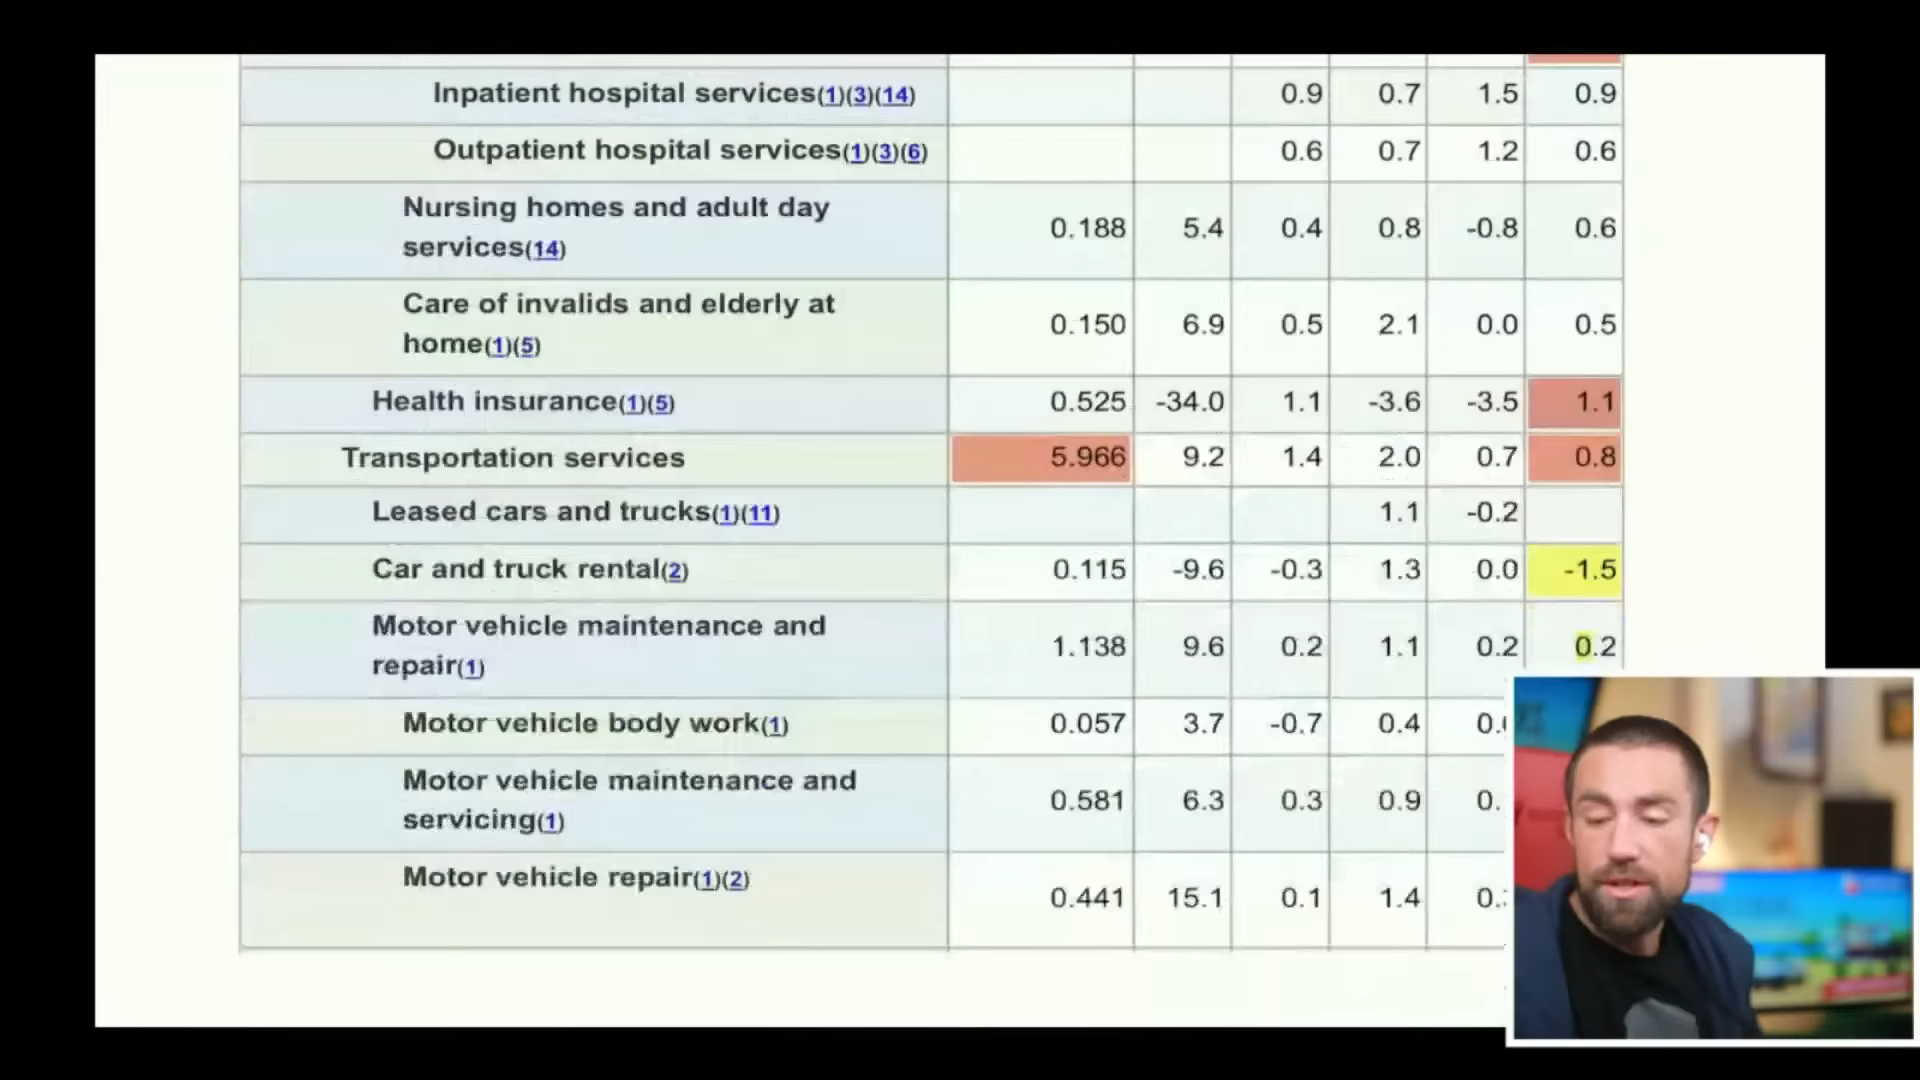 Inpatient hospital services(1)(3)(14) 0.9 0.7 1.5 0.9
Outpatient hospital services(1)(3)(6) 0.6 0.7 1.2 0.6
Nursing homes and adult day
services(14) 0.188 5.4 0.4 0.8 -0.8 0.6
Care of invalids and elderly at
home(1)(5) 0.150 6.9 0.5 2.1 0.0 0.5
Health insurance(1)(5) 0.525 -34.0 1.1 -3.6 -3.5 1.1
Transportation services 5.966 9.2 1.4 2.0 0.7 0.8
Leased cars and trucks(1)(11) 1.1 -0.2
Car and truck rental(2) 0.115 -9.6 -0.3 1.3 0.0 -1.5
Motor vehicle maintenance and
repair(1) 1.138 9.6 0.2 1.1 0.2 0.2
Motor vehicle body work(1) 0.057 3.7 -0.7 0.4
Motor vehicle maintenance and
servicing(1) 0.581 6.3 0.3 0.9
Motor vehicle repair(1)(2) 0.441 15.1 0.1 1.4